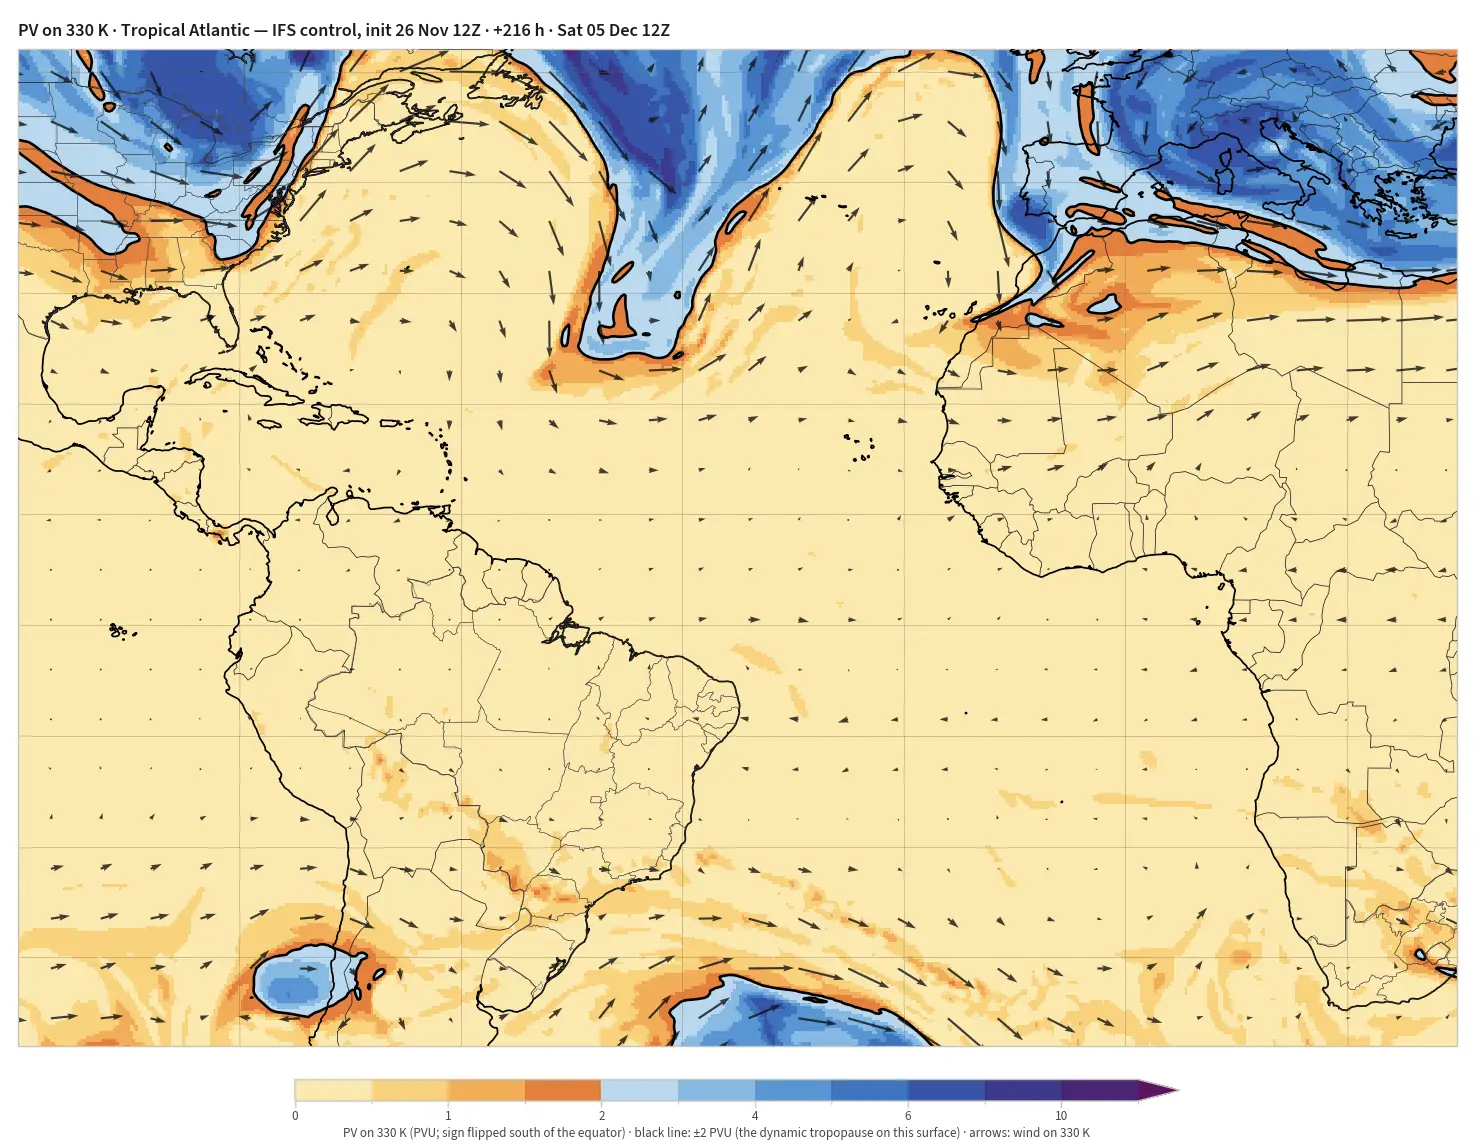 PV on 330 K · Tropical Atlantic — IFS control, init 26 Nov 12Z · +216 h · Sat 05 Dec 12Z
0 1 2 4 6 8 10
PV on 330 K (PVU; sign flipped south of the equator) · black line: ±2 PVU (the dynamic tropopause on this surface) · arrows: wind on 330 K